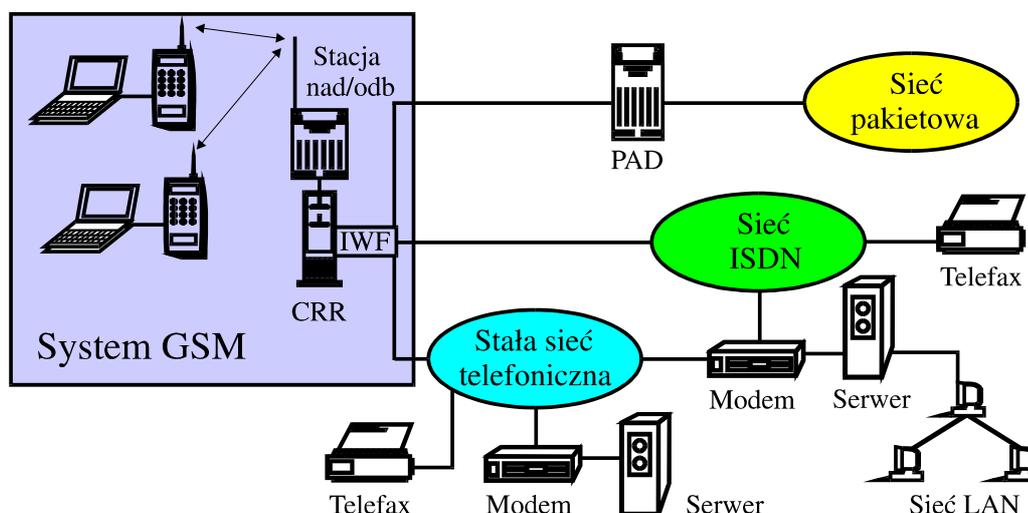 Stacja
nad/odb
Sieć
pakietowa
PAD
Sieć
ISDN
IWF
Telefax
CRR
System GSM
Stała sieć
telefoniczna
Modem
Serwer
Telefax
Modem
Serwer
Sieć LAN